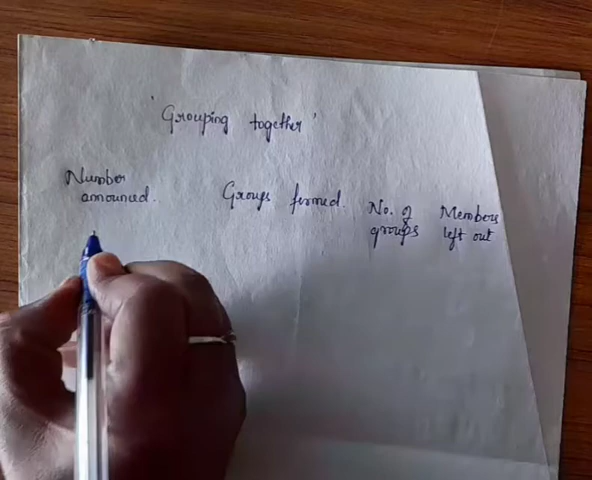 'Grouping together'
Number
announced.
Groups formed.
No. of
groups
Members
left out